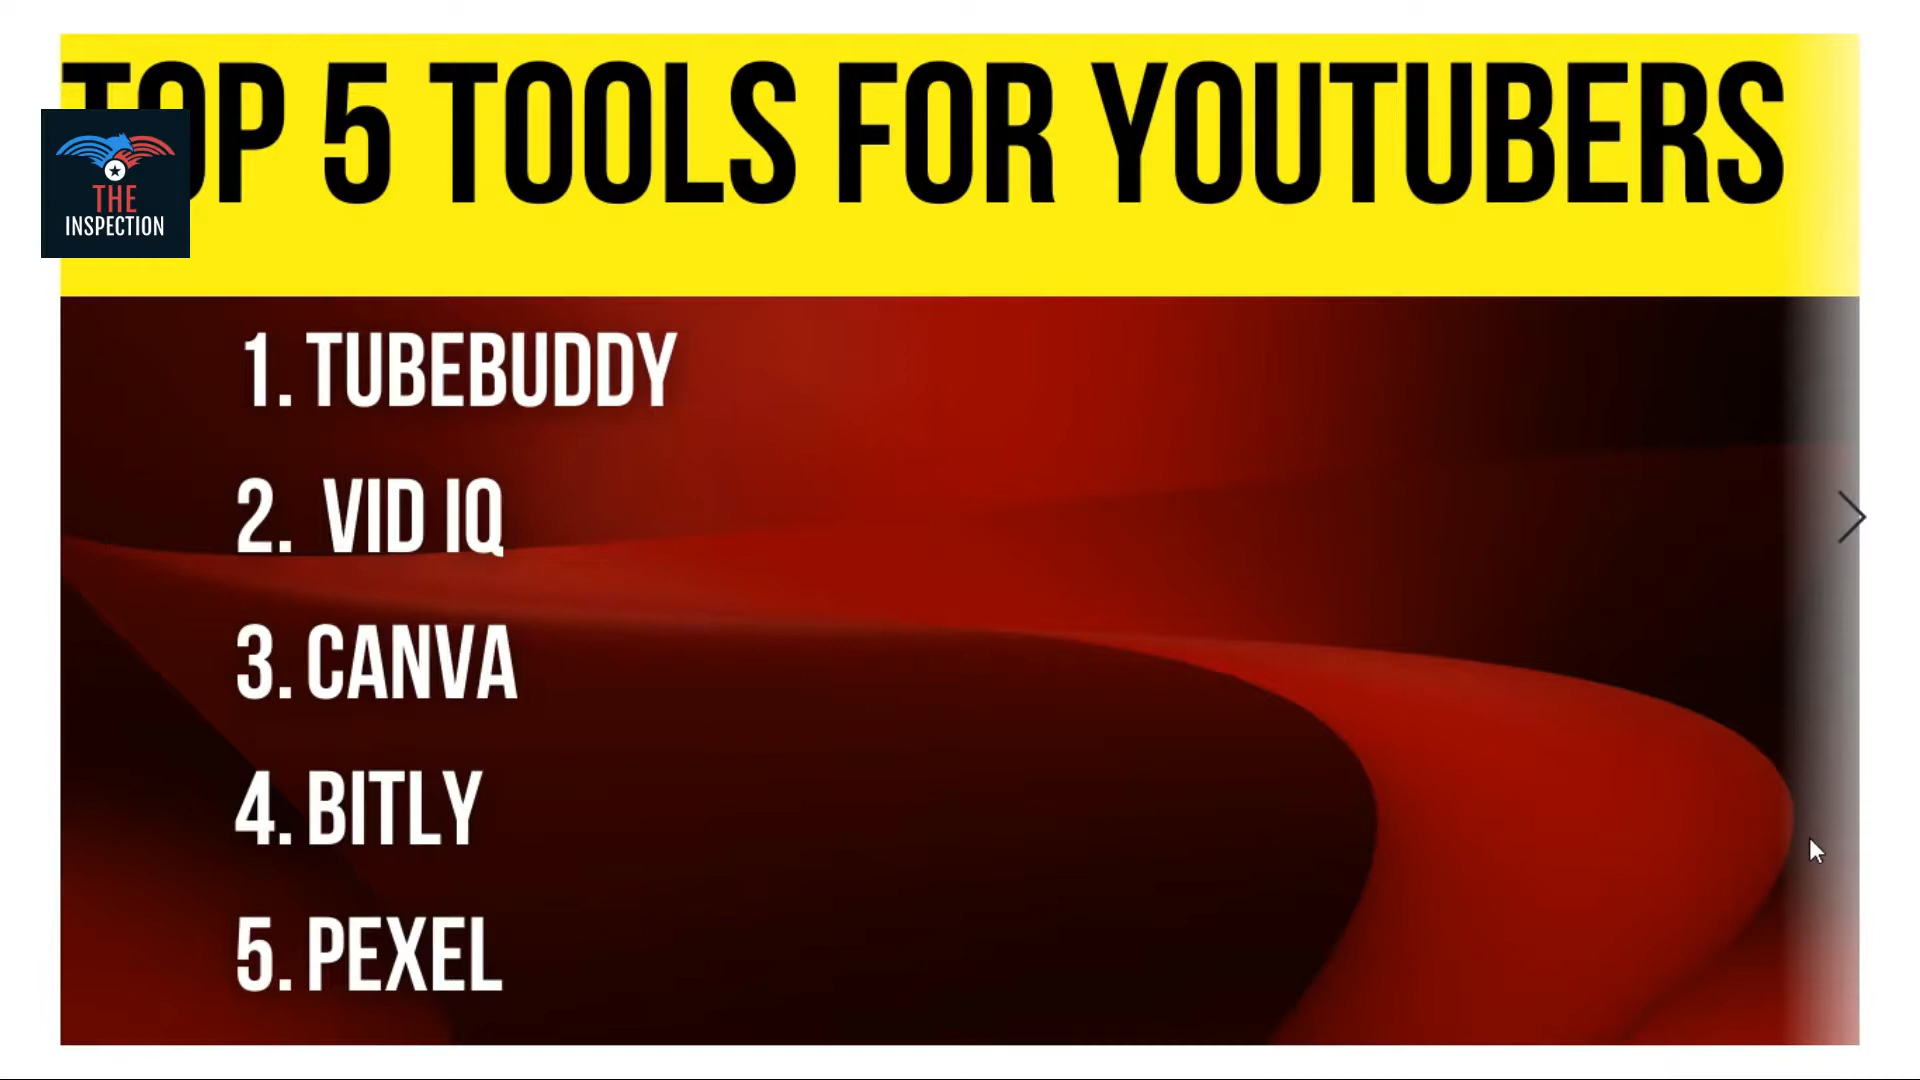 TOP 5 TOOLS FOR YOUTUBERS
THE
INSPECTION
1. TUBEBUDDY
2. VID IQ
3. CANVA
4. BITLY
5. PEXEL